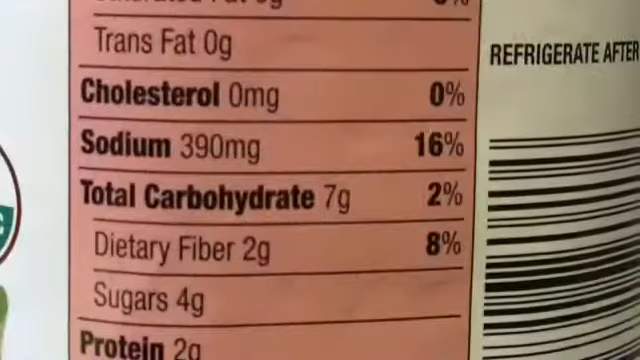 Trans Fat 0g
Cholesterol 0mg 0%
Sodium 390mg 16%
Total Carbohydrate 7g 2%
Dietary Fiber 2g 8%
Sugars 4g
Protein 2g
REFRIGERATE AFTER